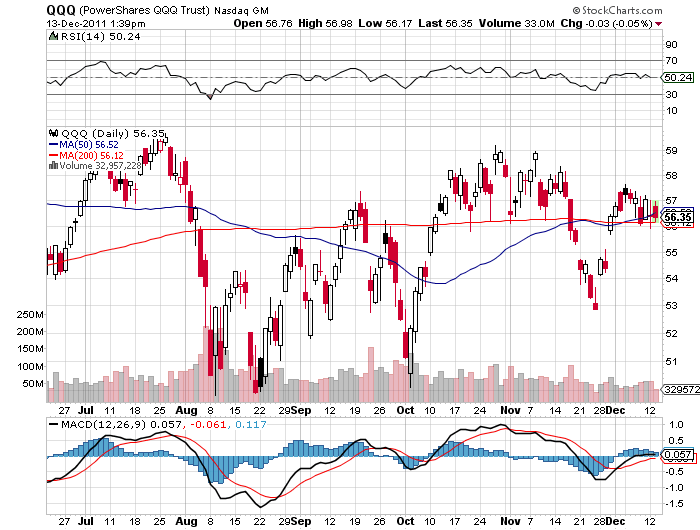 QQQ (PowerShares QQQ Trust) Nasdaq GM © StockCharts.com
13-Dec-2011 1:39pm Open 56.76 High 56.98 Low 56.17 Last 56.35 Volume 33.0M Chg -0.03 (-0.05%)
RSI(14) 50.24
90
70
50.24
30
10
QQQ (Daily) 56.35
MA(50) 56.52
MA(200) 56.12
Volume 32,957,228
59
58
57
56.35
55
54
53
52
51
250M
200M
150M
100M
50M
329572
27 Jul 11 18 25 Aug 8 15 22 29 Sep 12 19 26 Oct 10 17 24 Nov 7 14 21 28 Dec 12
MACD(12,26,9) 0.057, -0.061, 0.117
1.0
0.5
0.057
-0.5
-1.0
-1.5
27 Jul 11 18 25 Aug 8 15 22 29 Sep 12 19 26 Oct 10 17 24 Nov 7 14 21 28 Dec 12